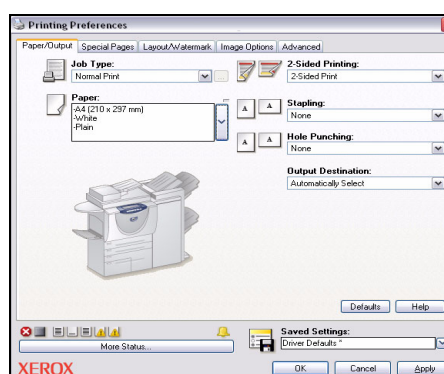 Printing Preferences
Paper/Output Special Pages Layout/Watermark Image Options Advanced
Job Type:
Normal Print
2-Sided Printing:
2-Sided Print
Paper:
-A4 (210 x 297 mm)
-White
-Plain
A A
Stapling:
None
A A
Hole Punching:
None
Output Destination:
Automatically Select
Defaults Help
More Status...
Saved Settings:
Driver Defaults *
XEROX
OK Cancel Apply